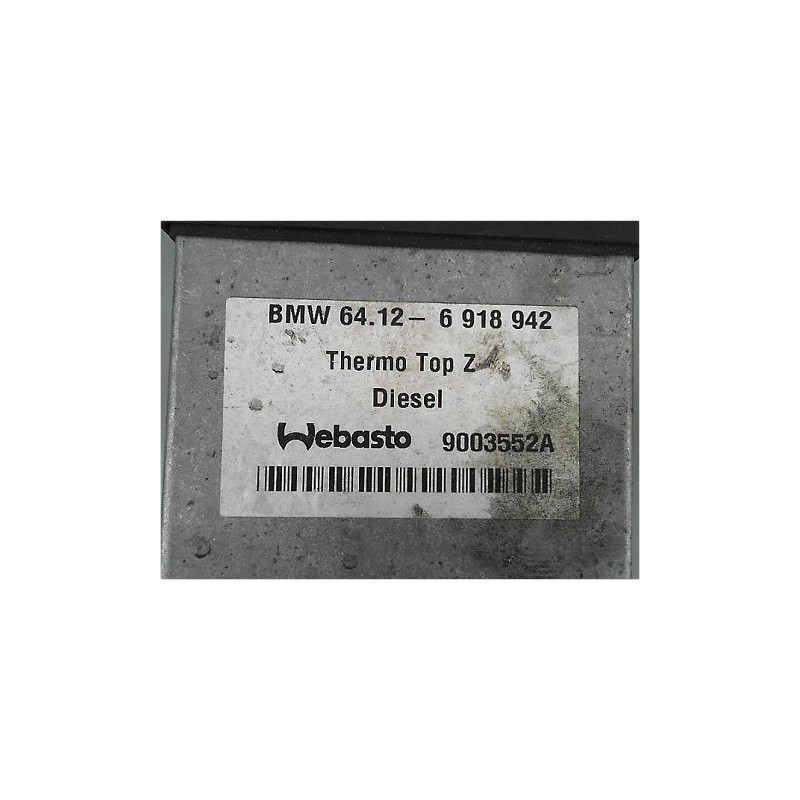 BMW 64.12– 6 918 942
Thermo Top Z
Diesel
Webasto 9003552A